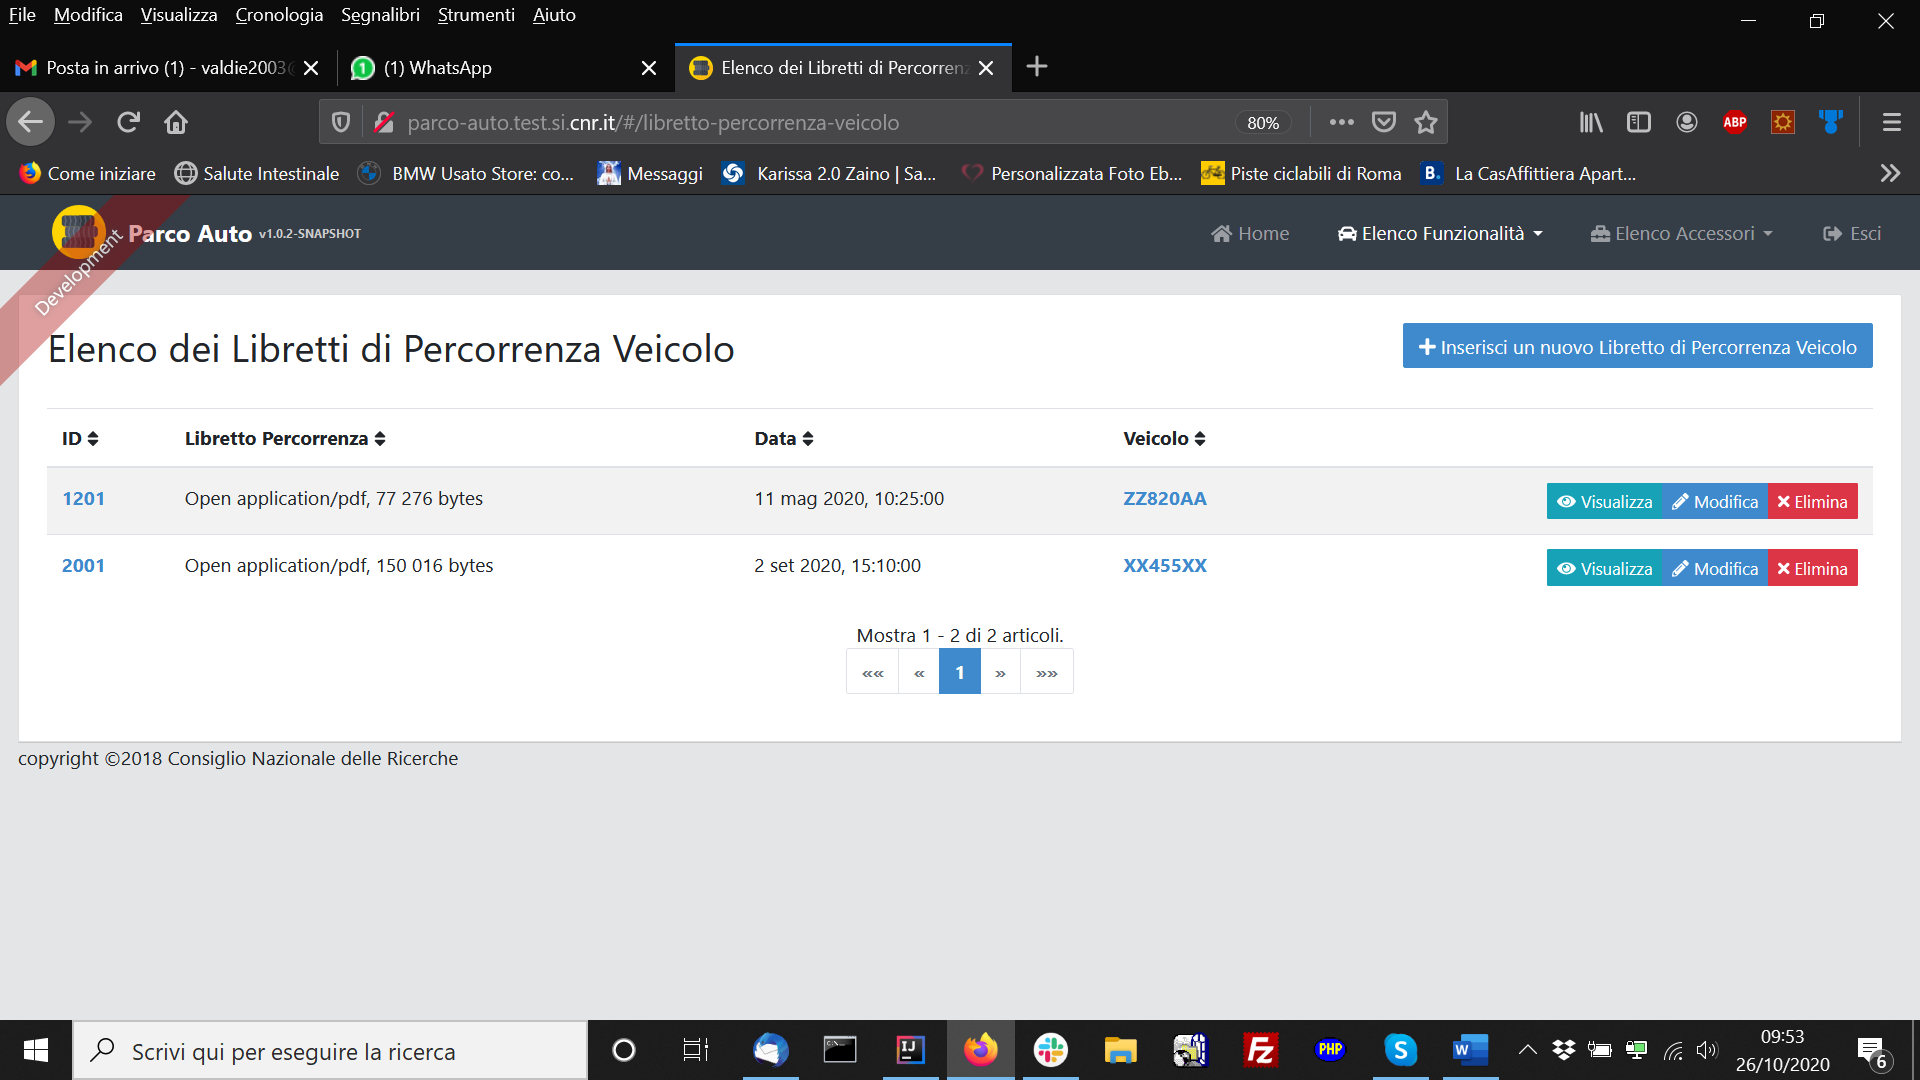 File Modifica Visualizza Cronologia Segnalibri Strumenti Aiuto
Posta in arrivo (1) - valdie2003@ (1) WhatsApp Elenco dei Libretti di Percorrenz
parco-auto.test.si.cnr.it/#/libretto-percorrenza-veicolo 80% ABP
Come iniziare Salute Intestinale BMW Usato Store: co... Messaggi Karissa 2.0 Zaino | Sa... Personalizzata Foto Eb... Piste ciclabili di Roma B. La CasAffittiera Apart...
Parco Auto v1.0.2-SNAPSHOT Home Elenco Funzionalità Elenco Accessori Esci
Development
Elenco dei Libretti di Percorrenza Veicolo Inserisci un nuovo Libretto di Percorrenza Veicolo
ID Libretto Percorrenza Data Veicolo
1201 Open application/pdf, 77 276 bytes 11 mag 2020, 10:25:00 ZZ820AA Visualizza Modifica Elimina
2001 Open application/pdf, 150 016 bytes 2 set 2020, 15:10:00 XX455XX Visualizza Modifica Elimina
Mostra 1 - 2 di 2 articoli.
«« « 1 » »»
copyright ©2018 Consiglio Nazionale delle Ricerche
Scrivi qui per eseguire la ricerca IJ Fz PHP S W 09:53
26/10/2020 6